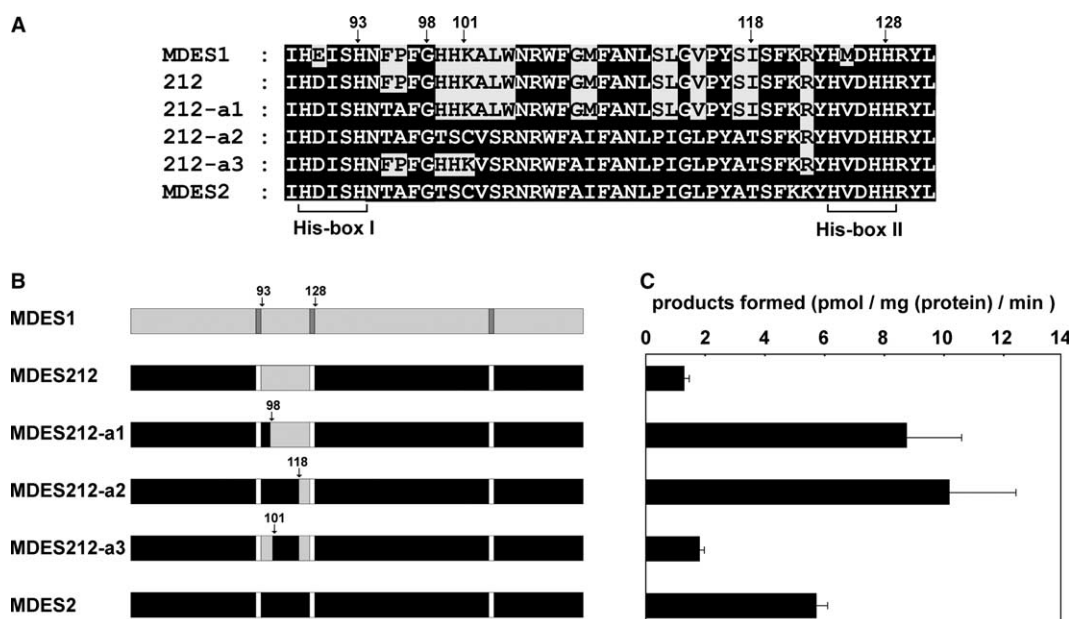 A
93 98 101 118 128
MDES1 : IHEISHNFPFGHHKALWNRWFGMFANLSLGVPYSISFKRYHMDHHRYL
212 : IHDISHNFPFGHHKALWNRWFGMFANLSLGVPYSISFKRYHVDHHRYL
212-a1 : IHDISHNTAFGHHKALWNRWFGMFANLSLGVPYSISFKRYHVDHHRYL
212-a2 : IHDISHNTAFGTSCVSRNRWFAIFANLPIGLPYATSFKRYHVDHHRYL
212-a3 : IHDISHNFPFGHHKVSRNRWFAIFANLPIGLPYATSFKRYHVDHHRYL
MDES2 : IHDISHNTAFGTSCVSRNRWFAIFANLPIGLPYATSFKKYHVDHHRYL
His-box I His-box II
B
93 128
MDES1
MDES212
98
MDES212-a1
118
MDES212-a2
101
MDES212-a3
MDES2
C
products formed (pmol / mg (protein) / min )
0 2 4 6 8 10 12 14